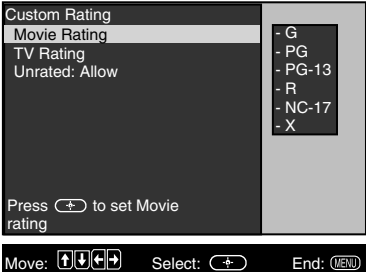 Custom Rating
Movie Rating
TV Rating
Unrated: Allow
- G
- PG
- PG-13
- R
- NC-17
- X
Press to set Movie
rating
Move: Select: End: MENU